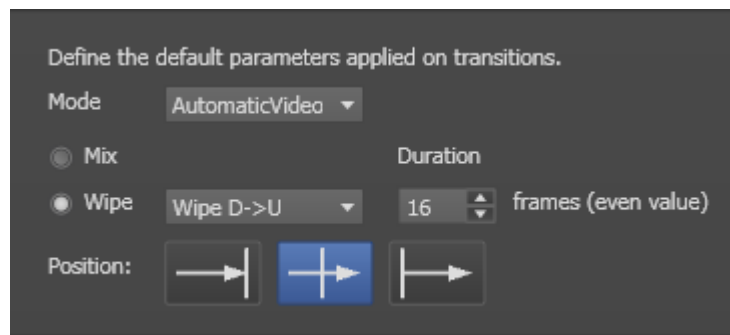 Define the default parameters applied on transitions.
Mode AutomaticVideo
Mix Duration
Wipe Wipe D->U 16 frames (even value)
Position: